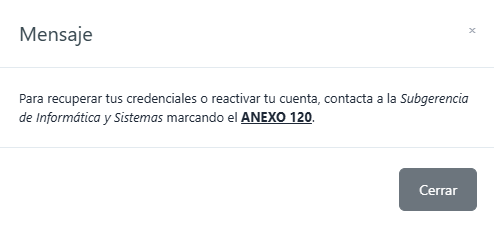 Mensaje
×
Para recuperar tus credenciales o reactivar tu cuenta, contacta a la Subgerencia
de Informática y Sistemas marcando el ANEXO 120.
Cerrar